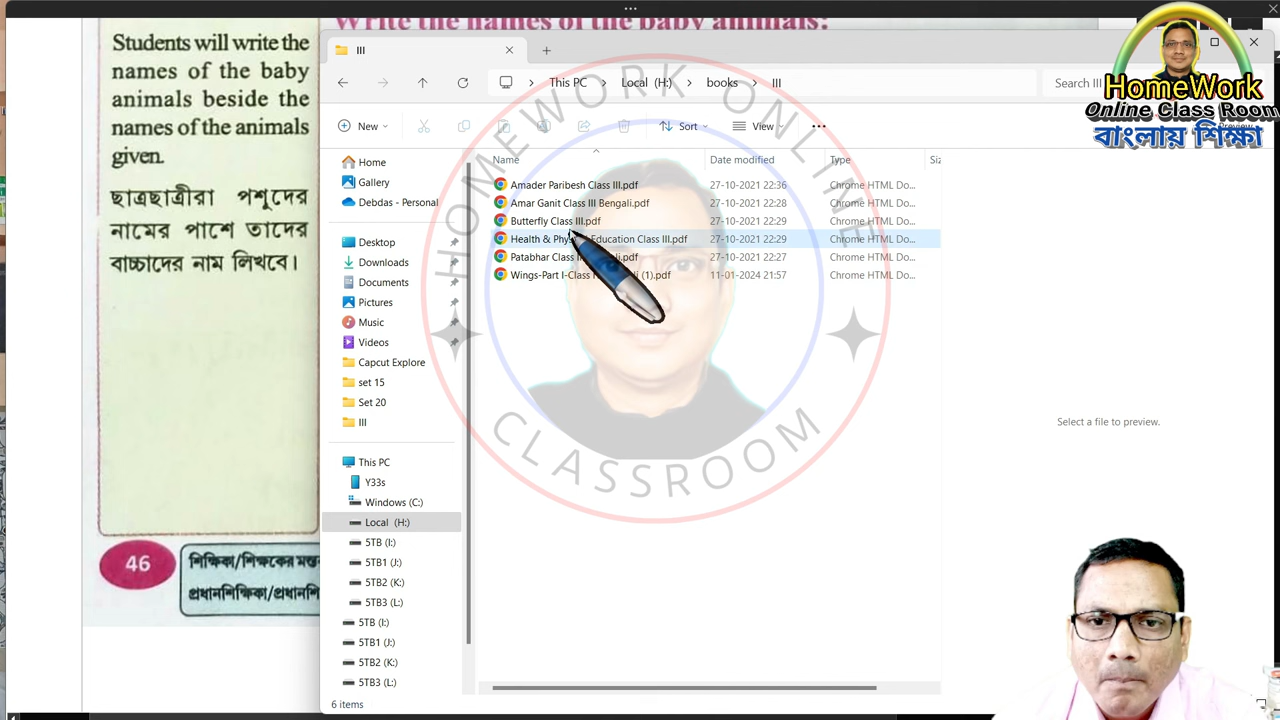 Write the names of the baby animals:
Students will write the
names of the baby
animals beside the
names of the animals
given.
ছাত্রছাত্রীরা পশুদের
নামের পাশে তাদের
বাচ্চাদের নাম লিখবে।
46
শিক্ষিকা/শিক্ষকের
III
This PC
Local (H:)
books
III
Search III
New
Sort
View
Preview
Name
Date modified
Type
Siz
Amader Paribesh Class III.pdf 27-10-2021 22:36 Chrome HTML Do...
Amar Ganit Class III Bengali.pdf 27-10-2021 22:28 Chrome HTML Do...
Butterfly Class III.pdf 27-10-2021 22:29 Chrome HTML Do...
Health & Education Class III.pdf 27-10-2021 22:29 Chrome HTML Do...
Patabhar Class 27-10-2021 22:27 Chrome HTML Do...
Wings-Part I-Class (1).pdf 11-01-2024 21:57 Chrome HTML Do...
Home
Gallery
Debdas - Personal
Desktop
Downloads
Documents
Pictures
Music
Videos
Capcut Explore
set 15
Set 20
III
This PC
Y33s
Windows (C:)
Local (H:)
5TB (I:)
5TB1 (J:)
5TB2 (K:)
5TB3 (L:)
5TB (I:)
5TB1 (J:)
5TB2 (K:)
5TB3 (L:)
6 items
Select a file to preview.
HOMEWORK ONLINE
CLASSROOM
HomeWork
Online Class Room
বাংলায় শিক্ষা